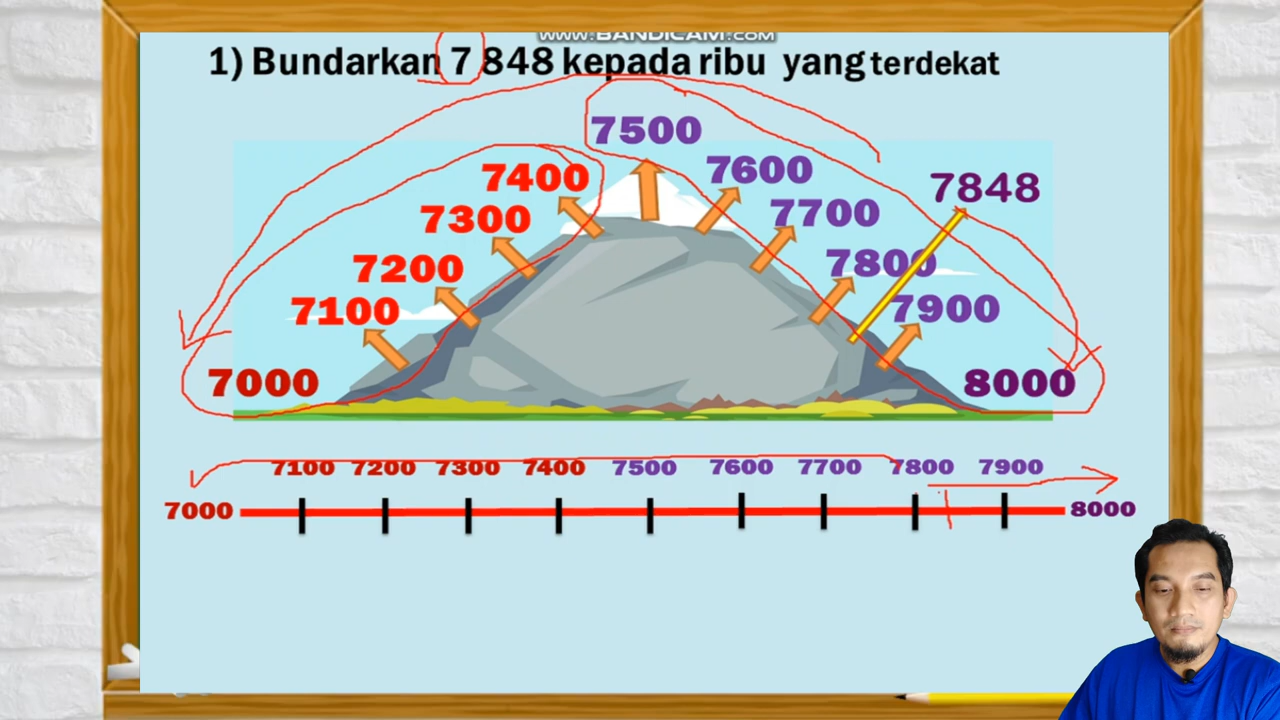 WWW.BANDICAM.COM
1) Bundarkan 7 848 kepada ribu yang terdekat
7500
7400 7600
7848
7300 7700
7200 7800
7100 7900
7000 8000
7100 7200 7300 7400 7500 7600 7700 7800 7900
7000 8000